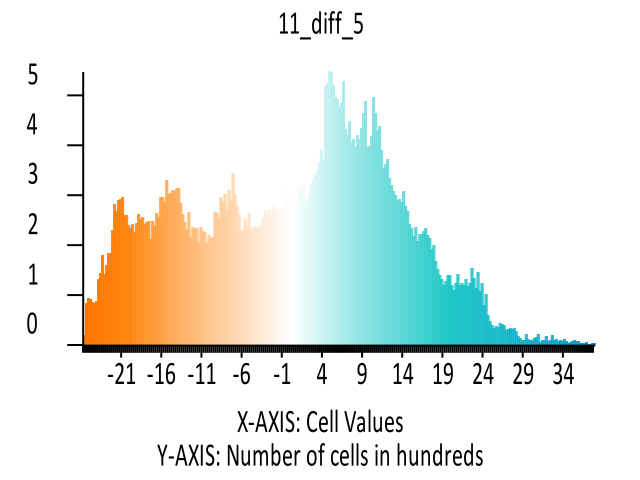 11_diff_5
5
4
3
2
1
0
-21 -16 -11 -6 -1 4 9 14 19 24 29 34
X-AXIS: Cell Values
Y-AXIS: Number of cells in hundreds